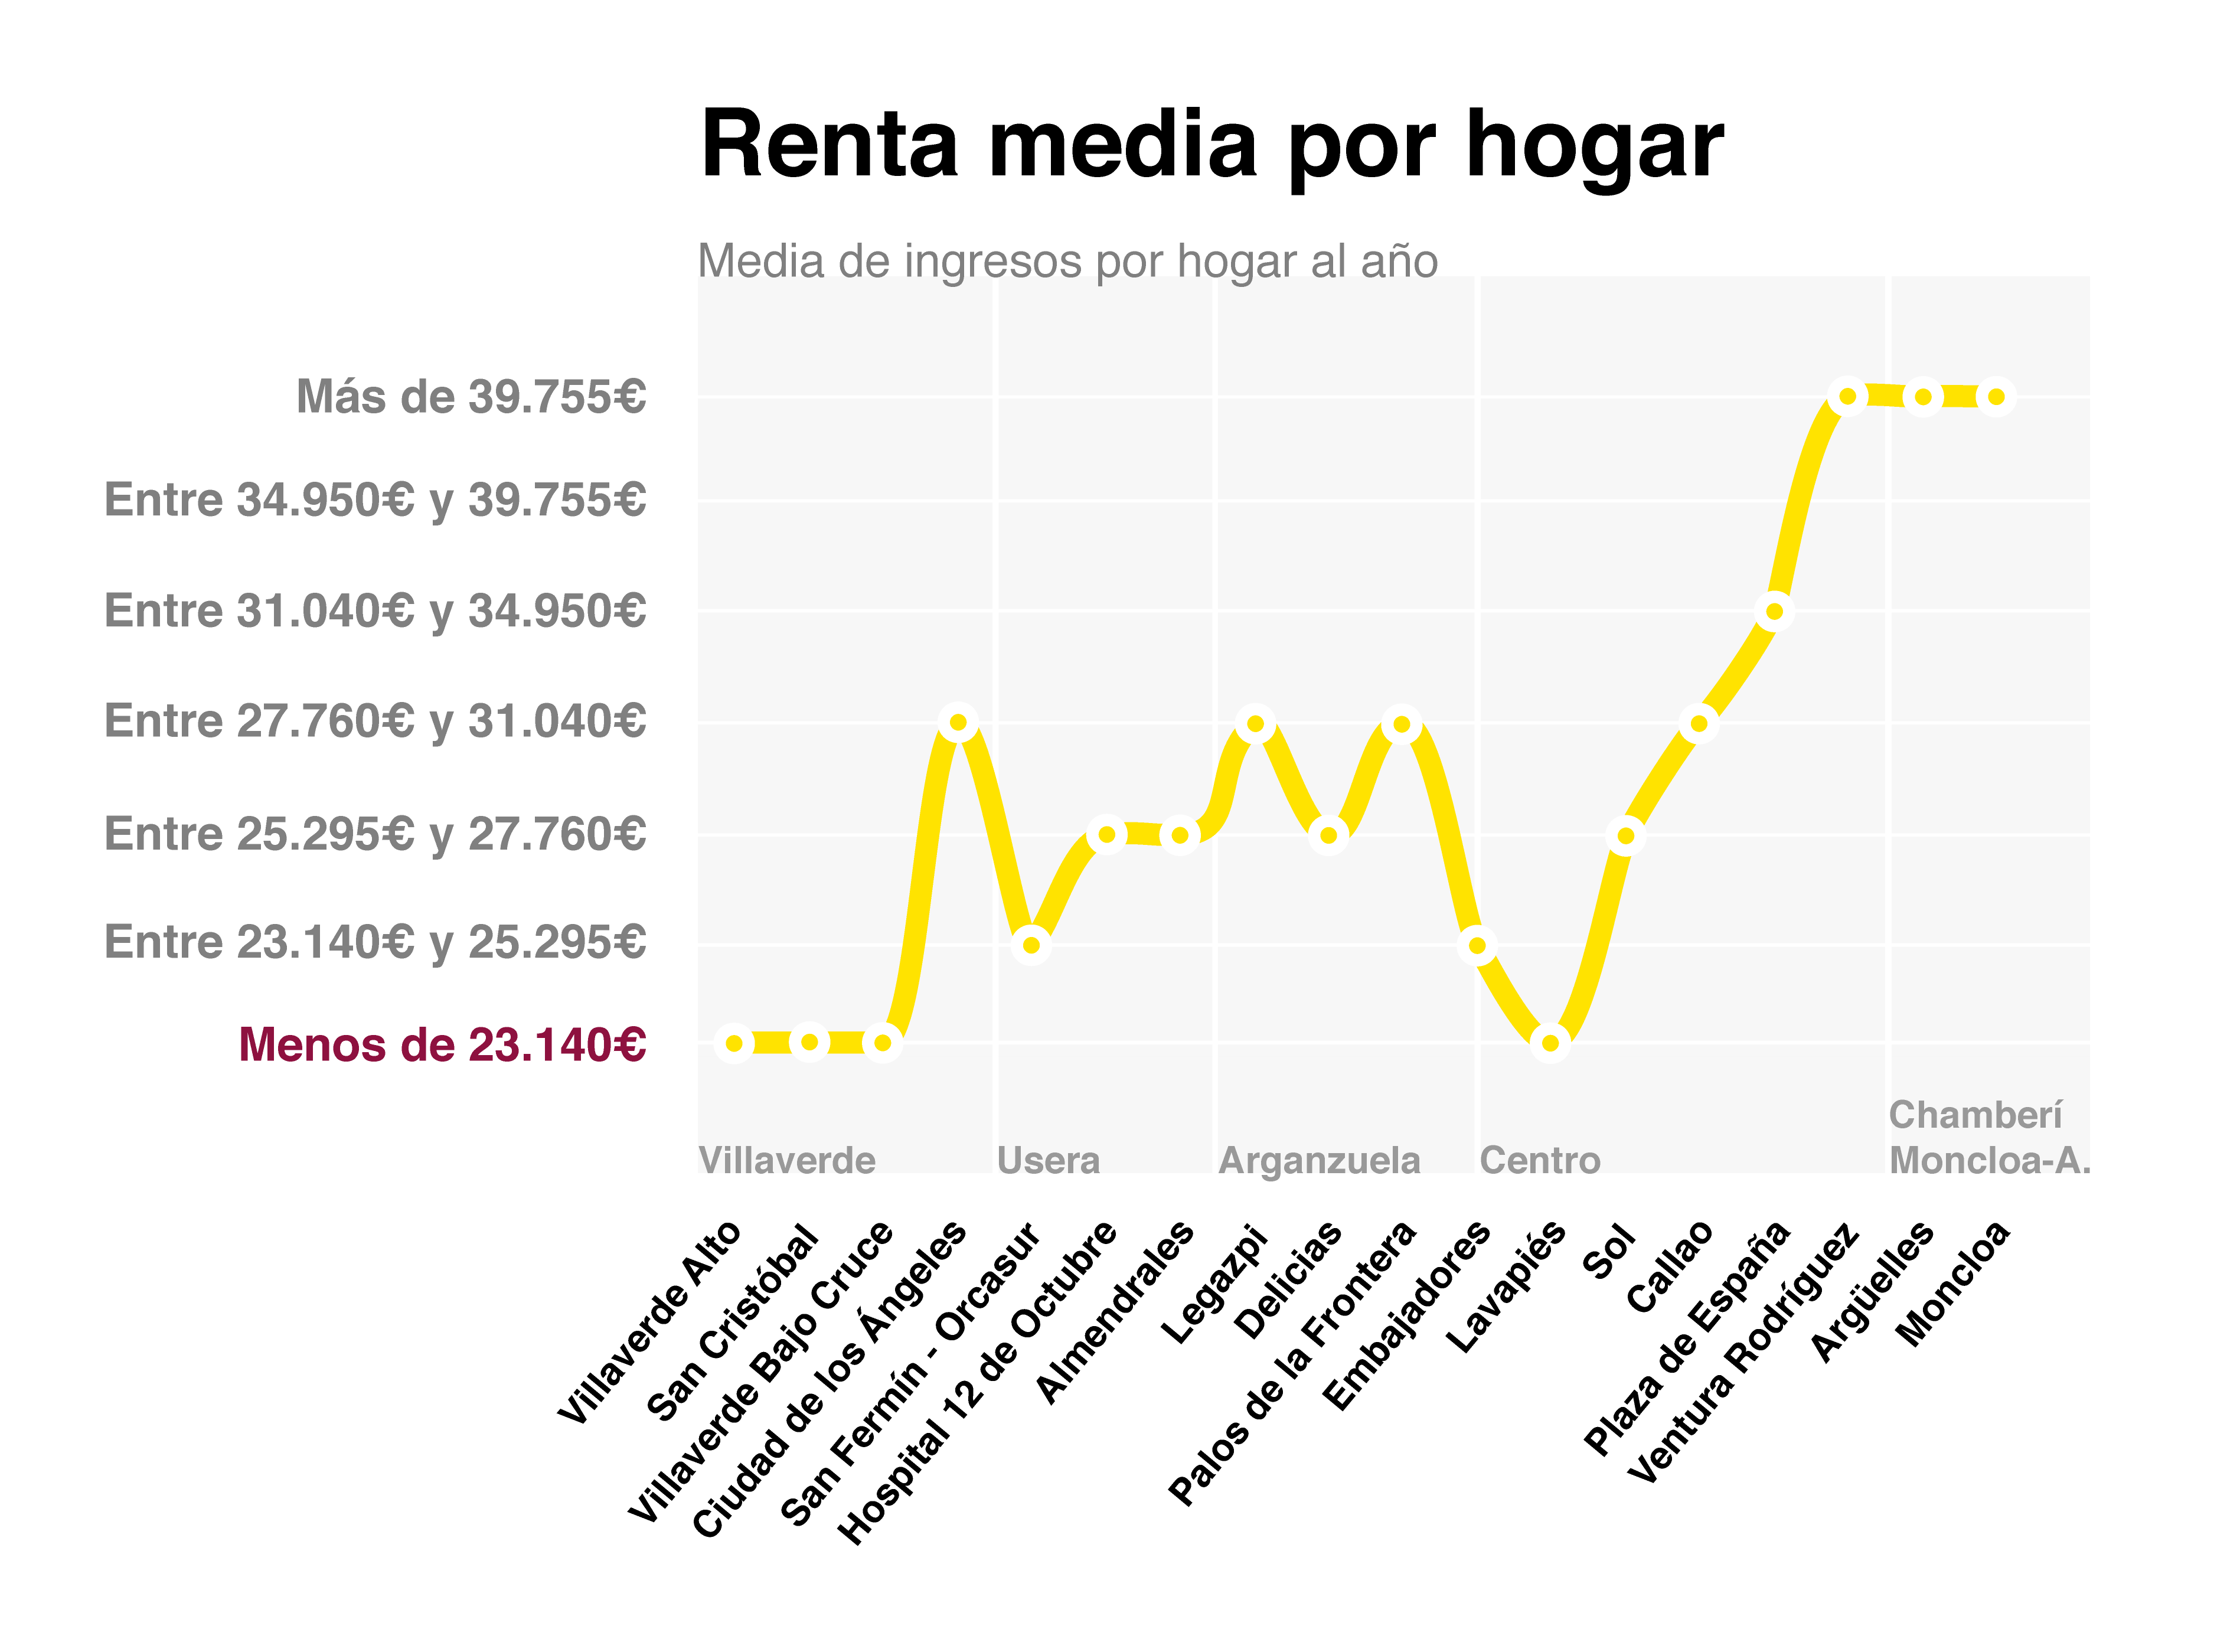 Renta media por hogar
Media de ingresos por hogar al año
Más de 39.755€
Entre 34.950€ y 39.755€
Entre 31.040€ y 34.950€
Entre 27.760€ y 31.040€
Entre 25.295€ y 27.760€
Entre 23.140€ y 25.295€
Menos de 23.140€
Villaverde
Usera
Arganzuela
Centro
Chamberí
Moncloa-A.
Villaverde Alto
San Cristóbal
Villaverde Bajo Cruce
Ciudad de los Ángeles
San Fermín - Orcasur
Hospital 12 de Octubre
Almendrales
Legazpi
Delicias
Palos de la Frontera
Embajadores
Lavapiés
Sol
Callao
Plaza de España
Ventura Rodríguez
Argüelles
Moncloa